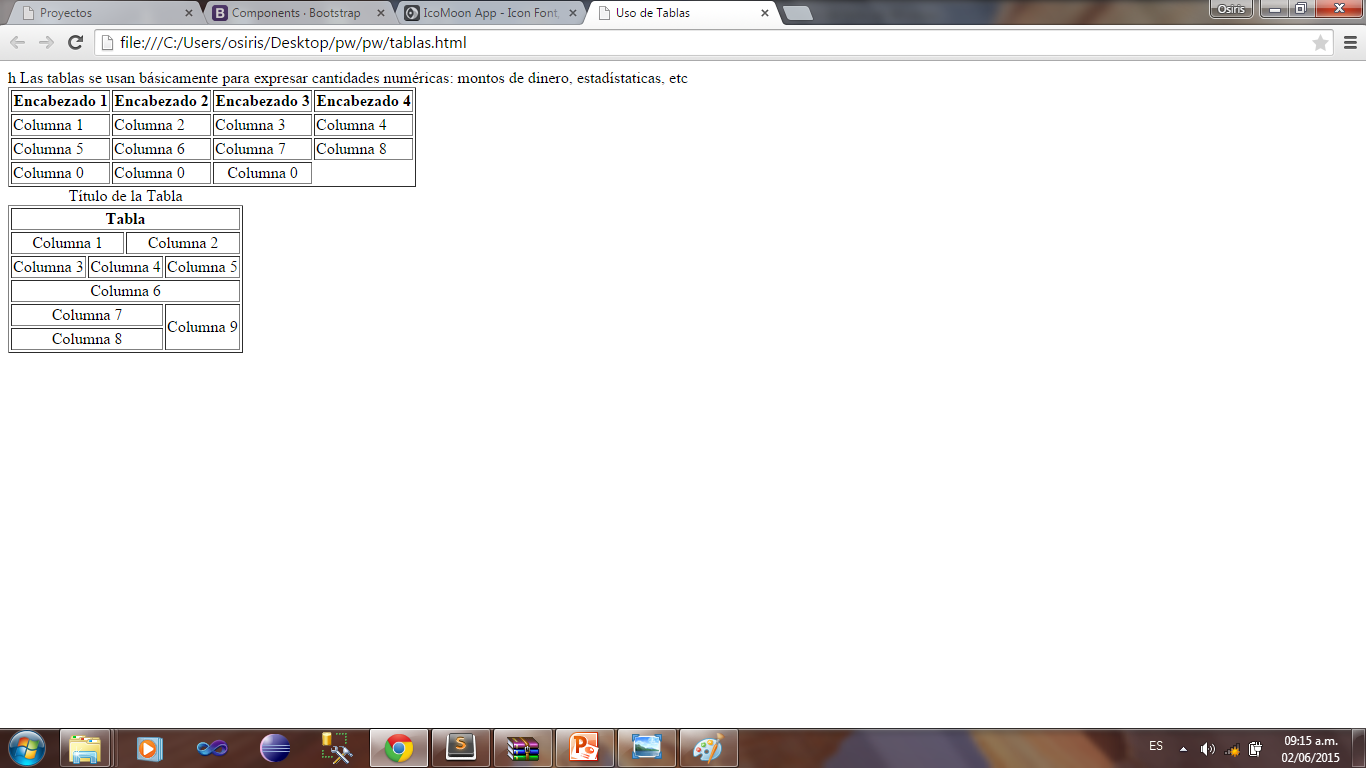 Proyectos
Components · Bootstrap
IcoMoon App - Icon Font,
Uso de Tablas
Osiris
file:///C:/Users/osiris/Desktop/pw/pw/tablas.html
h Las tablas se usan básicamente para expresar cantidades numéricas: montos de dinero, estadístaticas, etc
Encabezado 1 Encabezado 2 Encabezado 3 Encabezado 4
Columna 1 Columna 2 Columna 3 Columna 4
Columna 5 Columna 6 Columna 7 Columna 8
Columna 0 Columna 0 Columna 0
Título de la Tabla
Tabla
Columna 1 Columna 2
Columna 3 Columna 4 Columna 5
Columna 6
Columna 7
Columna 9
Columna 8
ES
09:15 a.m.
02/06/2015